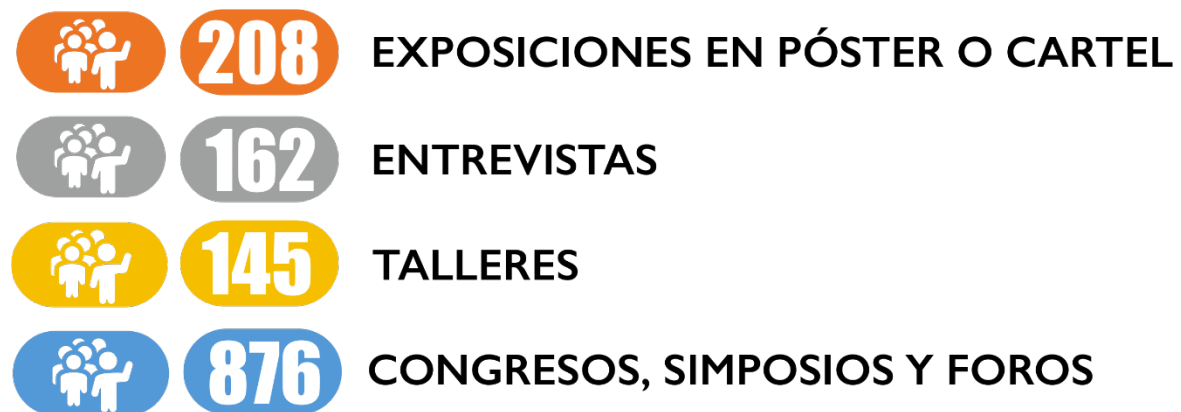 208 EXPOSICIONES EN PÓSTER O CARTEL
162 ENTREVISTAS
145 TALLERES
876 CONGRESOS, SIMPOSIOS Y FOROS